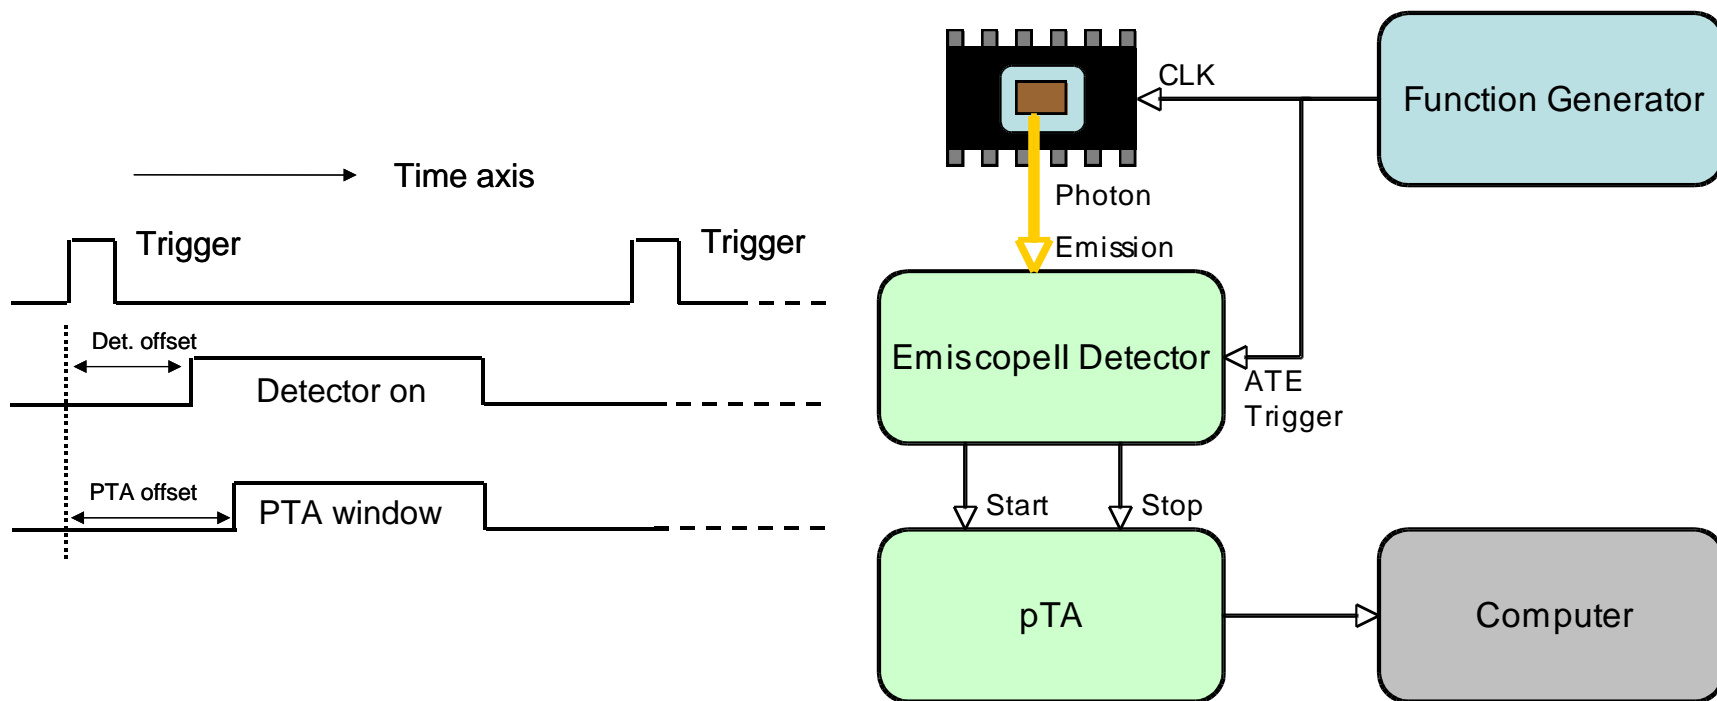 Time axis
Trigger
Trigger
Det. offset
Detector on
PTA offset
PTA window
CLK
Function Generator
Photon
Emission
EmiscopeII Detector
ATE
Trigger
Start
Stop
pTA
Computer